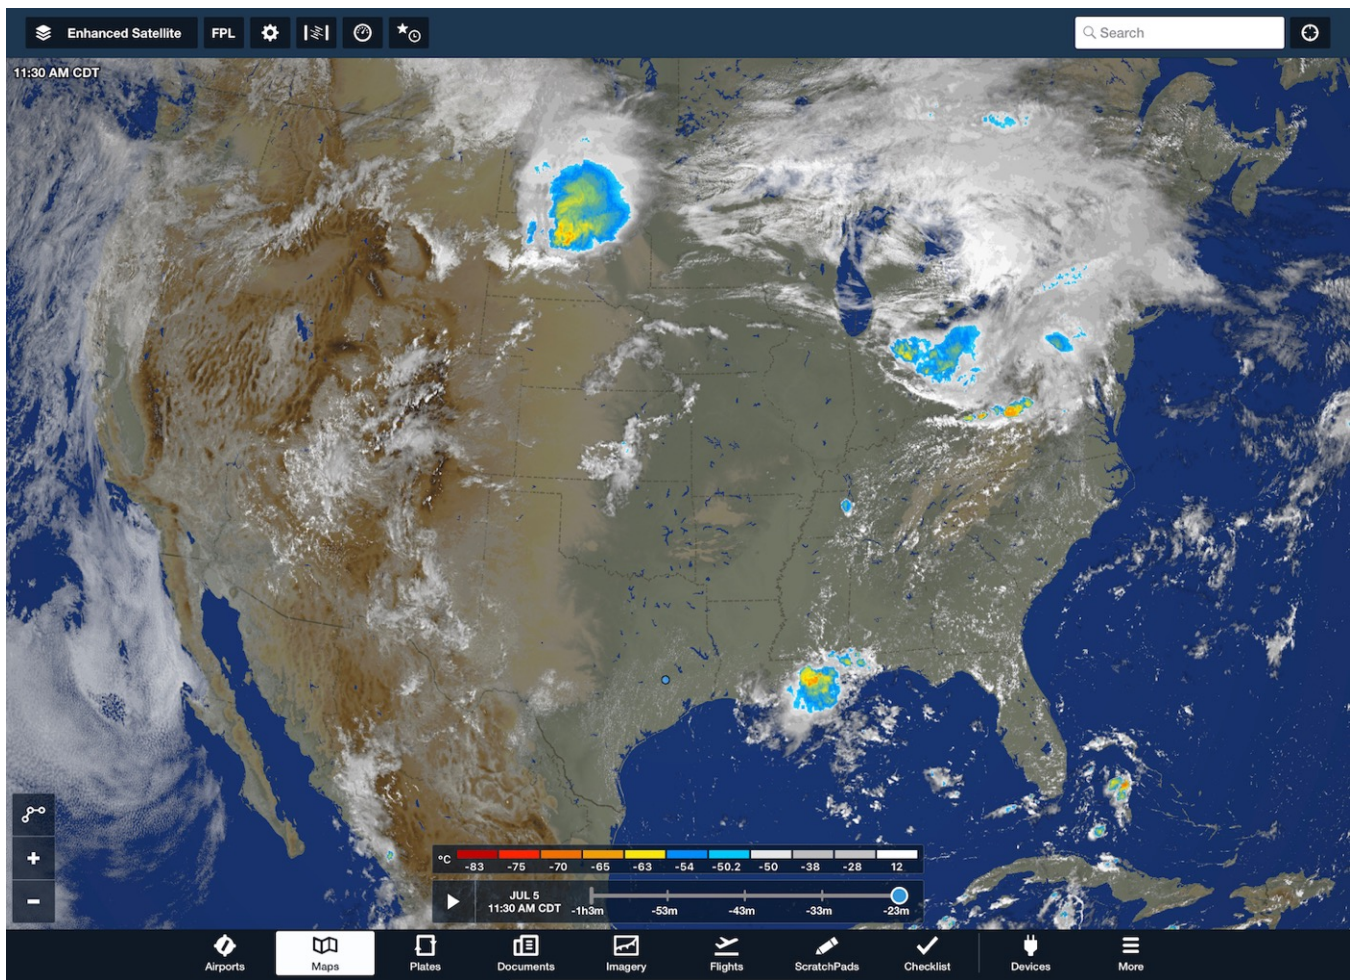 Enhanced Satellite
FPL
Search
11:30 AM CDT
°C
-83 -75 -70 -65 -63 -54 -50.2 -50 -38 -28 12
JUL 5
11:30 AM CDT
-1h3m -53m -43m -33m -23m
Airports Maps Plates Documents Imagery Flights ScratchPads Checklist Devices More